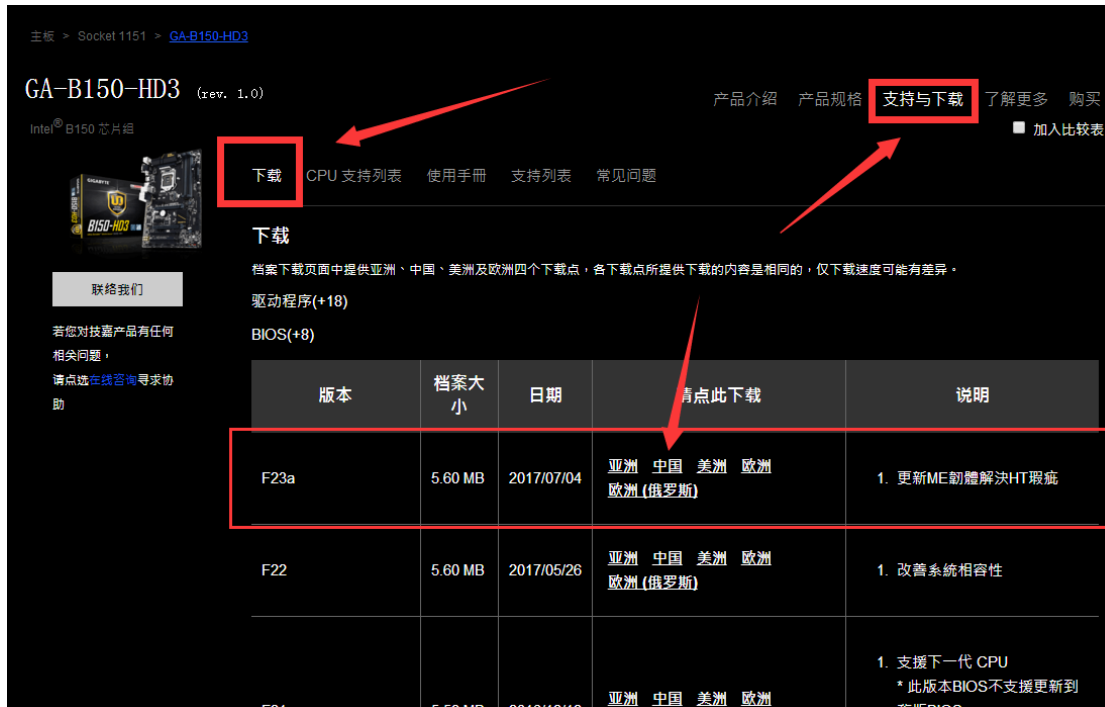 主板 > Socket 1151 > GA-B150-HD3
GA-B150-HD3 (rev. 1.0)
产品介绍 产品规格 支持与下载 了解更多 购买
Intel® B150 芯片組
加入比较表
下载 CPU 支持列表 使用手冊 支持列表 常见问题
GIGABYTE
B150-HD3
下载
档案下载页面中提供亚洲、中国、美洲及欧洲四个下载点，各下载点所提供下载的内容是相同的，仅下载速度可能有差异。
联络我们
驱动程序(+18)
若您对技嘉产品有任何
相关问题，
请点选在线咨询寻求协
助
BIOS(+8)
版本 档案大小 日期 请点此下载 说明
F23a 5.60 MB 2017/07/04 亚洲 中国 美洲 欧洲
欧洲 (俄罗斯)
1. 更新ME韌體解決HT瑕疵
F22 5.60 MB 2017/05/26 亚洲 中国 美洲 欧洲
欧洲 (俄罗斯)
1. 改善系統相容性
1. 支援下一代 CPU
* 此版本BIOS不支援更新到
亚洲 中国 美洲 欧洲